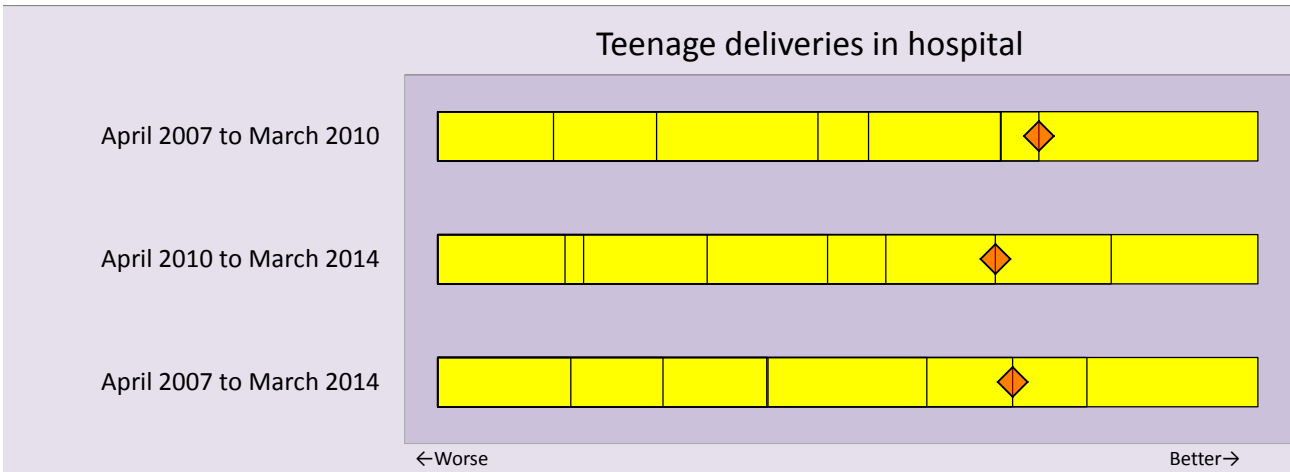 Teenage deliveries in hospital
April 2007 to March 2010
April 2010 to March 2014
April 2007 to March 2014
←Worse Better→